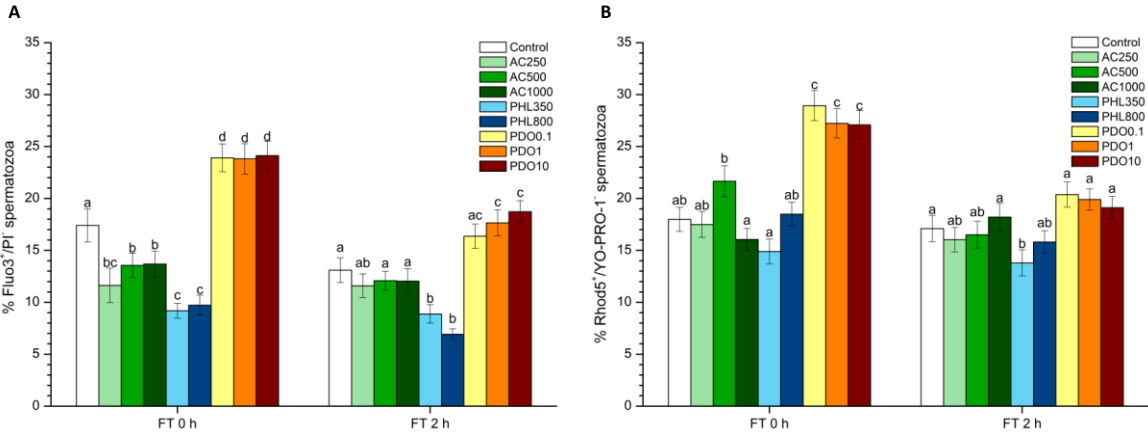 A
% Fluo3⁺/PI⁻ spermatozoa
35
30
25
20
15
10
5
0
Control
AC250
AC500
AC1000
PHL350
PHL800
PDO0.1
PDO1
PDO10
a
bc
b
b
c
c
d
d
d
a
ab
a
a
b
b
ac
c
c
FT 0 h
FT 2 h
B
% Rhod5⁺/YO-PRO-1⁻ spermatozoa
35
30
25
20
15
10
5
0
Control
AC250
AC500
AC1000
PHL350
PHL800
PDO0.1
PDO1
PDO10
ab
ab
b
a
a
ab
c
c
c
a
ab
ab
a
b
ab
a
a
a
FT 0 h
FT 2 h